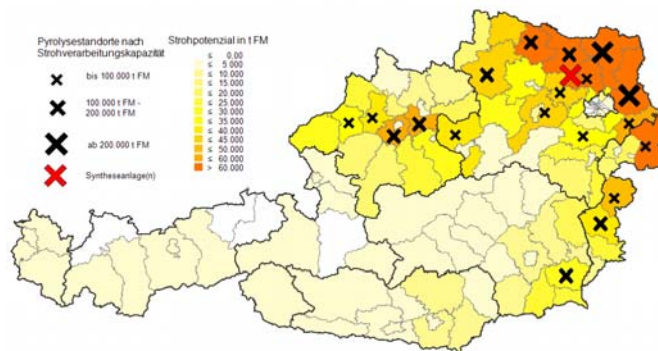 Pyrolysestandorte nach
Strohverarbeitungskapazität
bis 100.000 t FM
100.000 t FM -
200.000 t FM
ab 200.000 t FM
Syntheseanlage(n)
Strohpotenzial in t FM
≤ 0,00
≤ 5.000
≤ 10.000
≤ 15.000
≤ 20.000
≤ 25.000
≤ 30.000
≤ 35.000
≤ 40.000
≤ 45.000
≤ 50.000
≤ 60.000
> 60.000